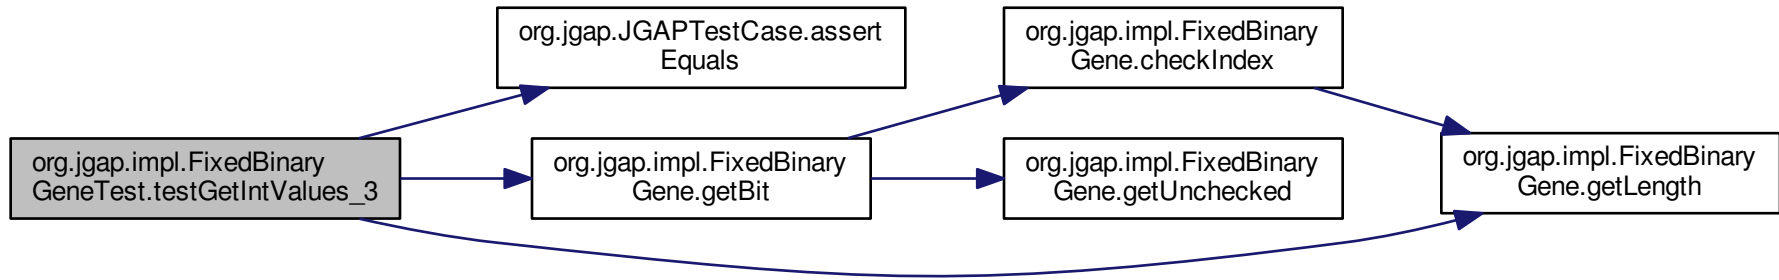 org.jgap.JGAPTestCase.assert
Equals
org.jgap.impl.FixedBinary
Gene.checkIndex
org.jgap.impl.FixedBinary
GeneTest.testGetIntValues_3
org.jgap.impl.FixedBinary
Gene.getBit
org.jgap.impl.FixedBinary
Gene.getUnchecked
org.jgap.impl.FixedBinary
Gene.getLength